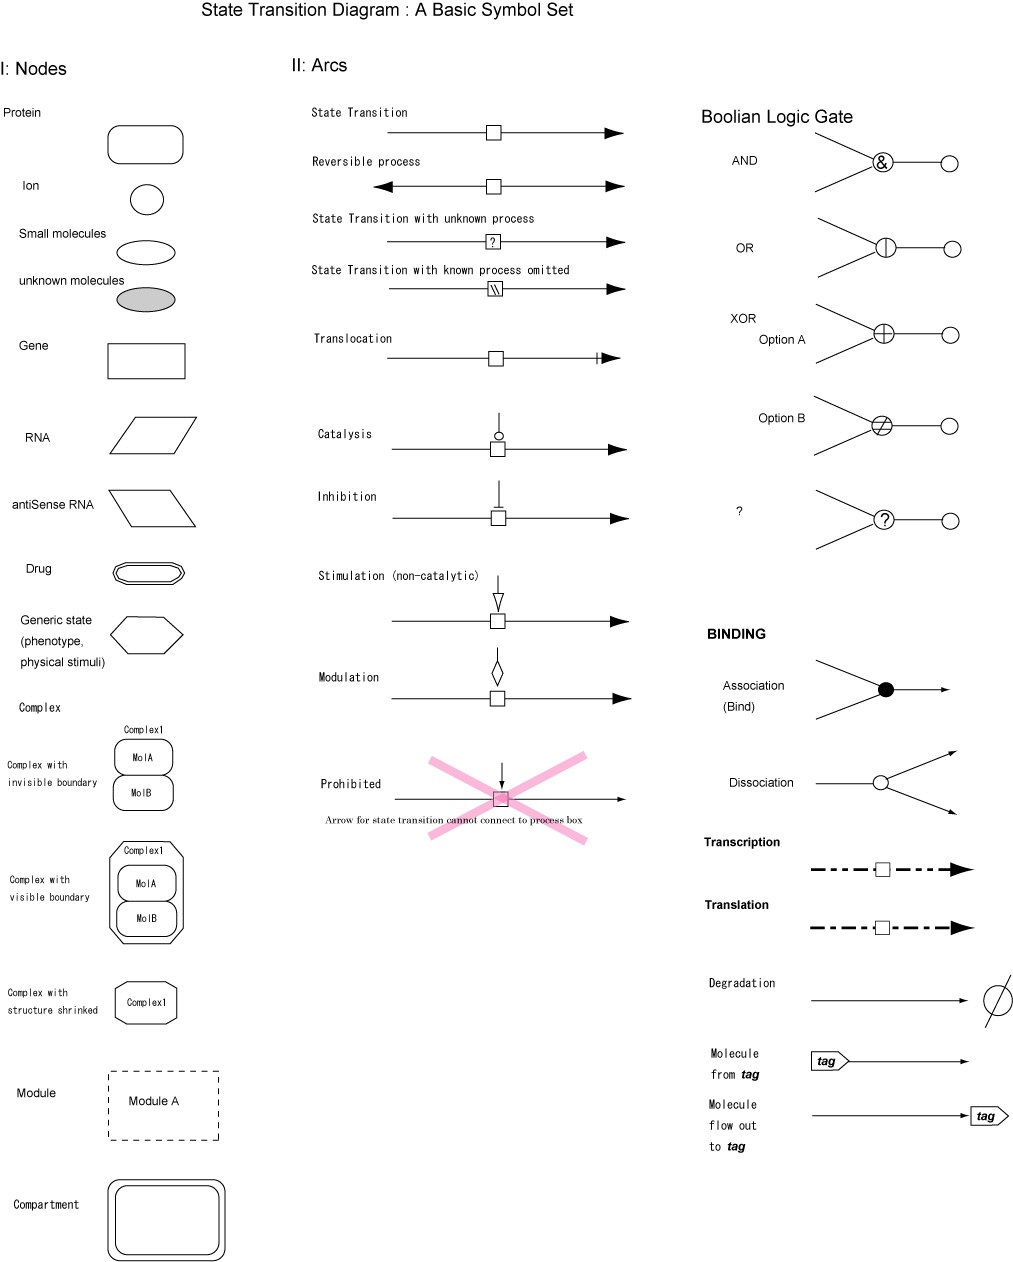 State Transition Diagram : A Basic Symbol Set
I: Nodes
Protein
Ion
Small molecules
unknown molecules
Gene
RNA
antiSense RNA
Drug
Generic state
(phenotype,
physical stimuli)
Complex
Complex1
Complex with
invisible boundary
MolA
MolB
Complex1
Complex with
visible boundary
MolA
MolB
Complex with
structure shrinked
Complex1
Module
Module A
Compartment
II: Arcs
State Transition
Reversible process
State Transition with unknown process
?
State Transition with known process omitted
\\
Translocation
Catalysis
Inhibition
Stimulation (non-catalytic)
Modulation
Prohibited
Arrow for state transition cannot connect to process box
Boolian Logic Gate
AND
&
OR
XOR
Option A
Option B
?
?
BINDING
Association
(Bind)
Dissociation
Transcription
Translation
Degradation
Molecule
from tag
tag
Molecule
flow out
to tag
tag